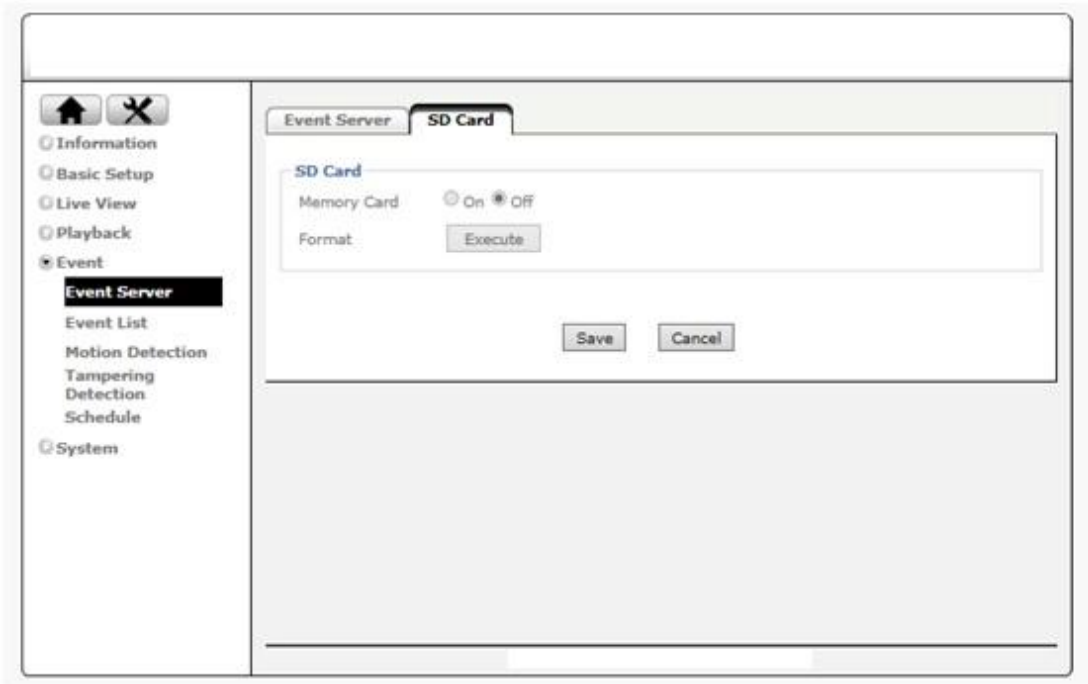 Information
Basic Setup
Live View
Playback
Event
Event Server
Event List
Motion Detection
Tampering
Detection
Schedule
System
Event Server
SD Card
SD Card
Memory Card On Off
Format Execute
Save Cancel